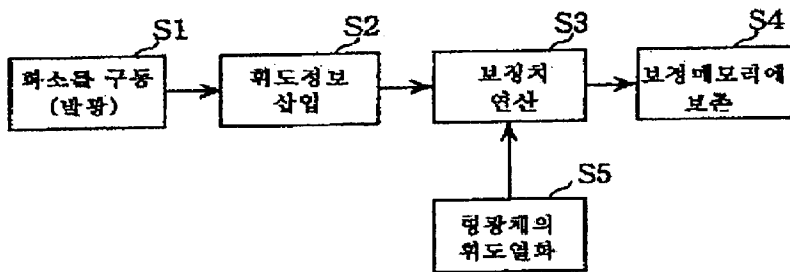 S1
화소를 구동
(발광)
S2
휘도정보
삽입
S3
보정치
연산
S4
보정메모리에
보존
S5
형광체의
휘도열화